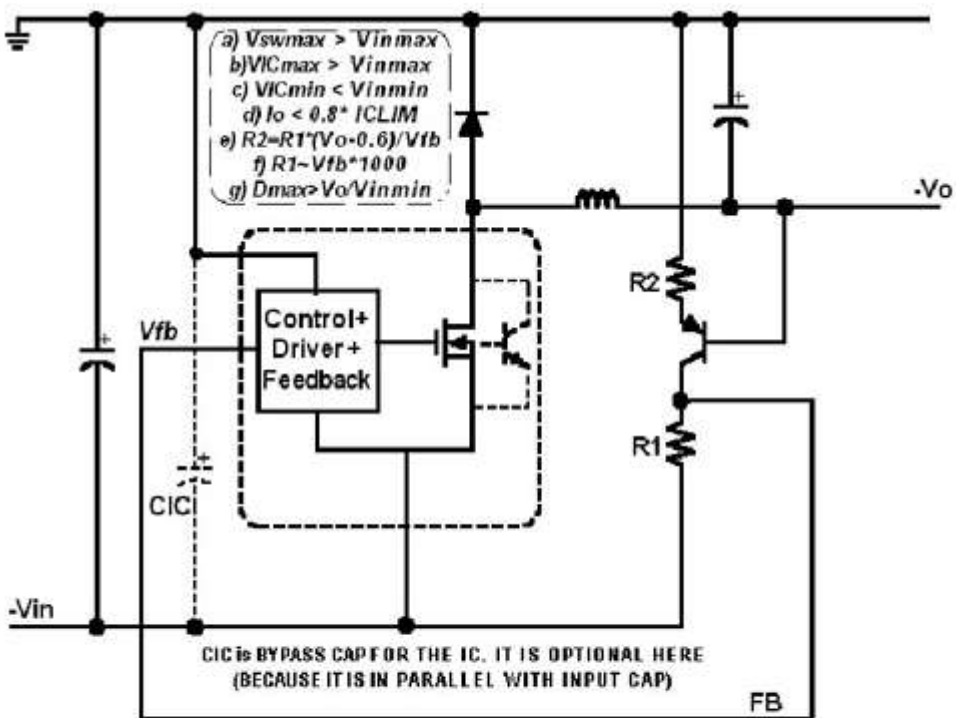 a) Vswmax > Vinmax
b)VICmax > Vinmax
c) VICmin < Vinmin
d) Io < 0.8* ICLIM
e) R2=R1*(Vo-0.6)/Vfb
f) R1~Vfb*1000
g) Dmax>Vo/Vinmin
-Vo
R2
Vfb
Control+
Driver+
Feedback
R1
CIC
-Vin
CIC is BYPASS CAP FOR THE IC. IT IS OPTIONAL HERE
(BECAUSE IT IS IN PARALLEL WITH INPUT CAP)
FB